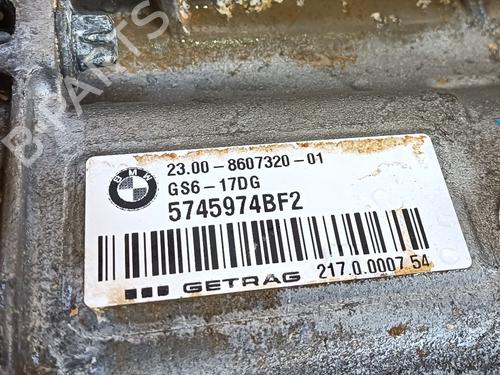 B-PARTS
BMW
23.00-8607320-01
GS6-17DG
5745974BF2
GETRAG 217.0.0007.54